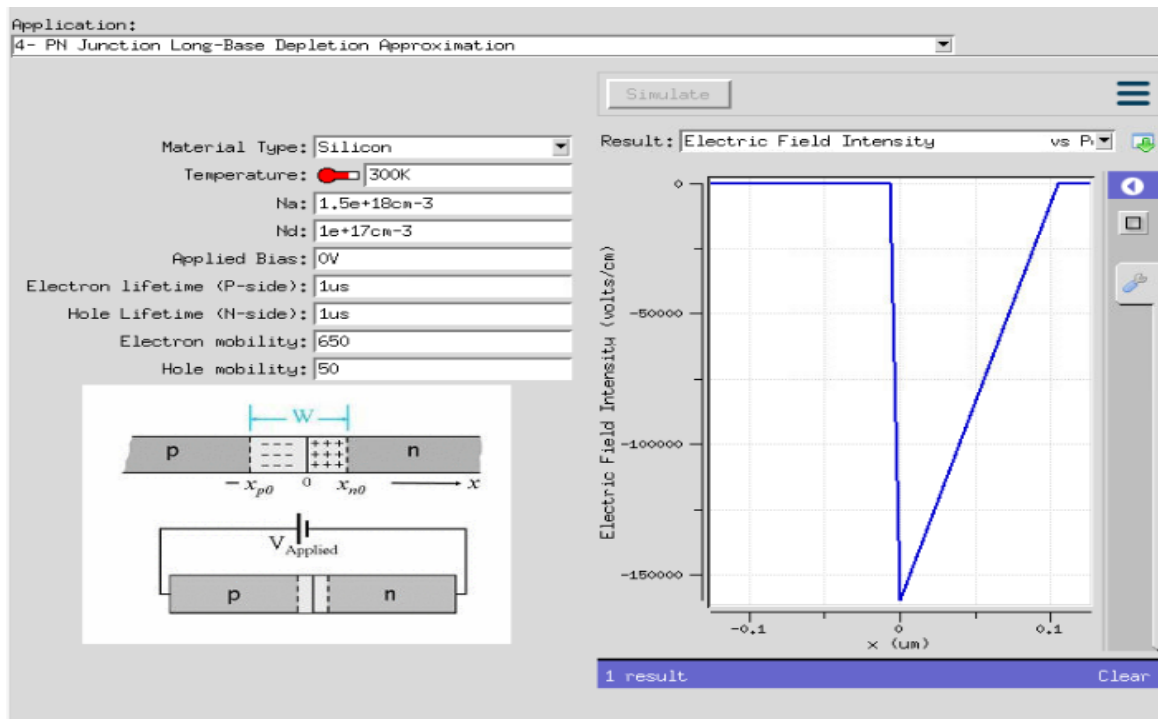 Application:
4- PN Junction Long-Base Depletion Approximation
Simulate
Material Type: Silicon
Temperature: 300K
Na: 1.5e+18cm-3
Nd: 1e+17cm-3
Applied Bias: 0V
Electron lifetime (P-side): 1us
Hole Lifetime (N-side): 1us
Electron mobility: 650
Hole mobility: 50
W
p
- - -
- - -
- - -
+++
+++
+++
n
− xp0 0 xn0 x
VApplied
p n
Result: Electric Field Intensity vs P
Electric Field Intensity (volts/cm)
0
-50000
-100000
-150000
-0.1 0 0.1
x (um)
1 result Clear